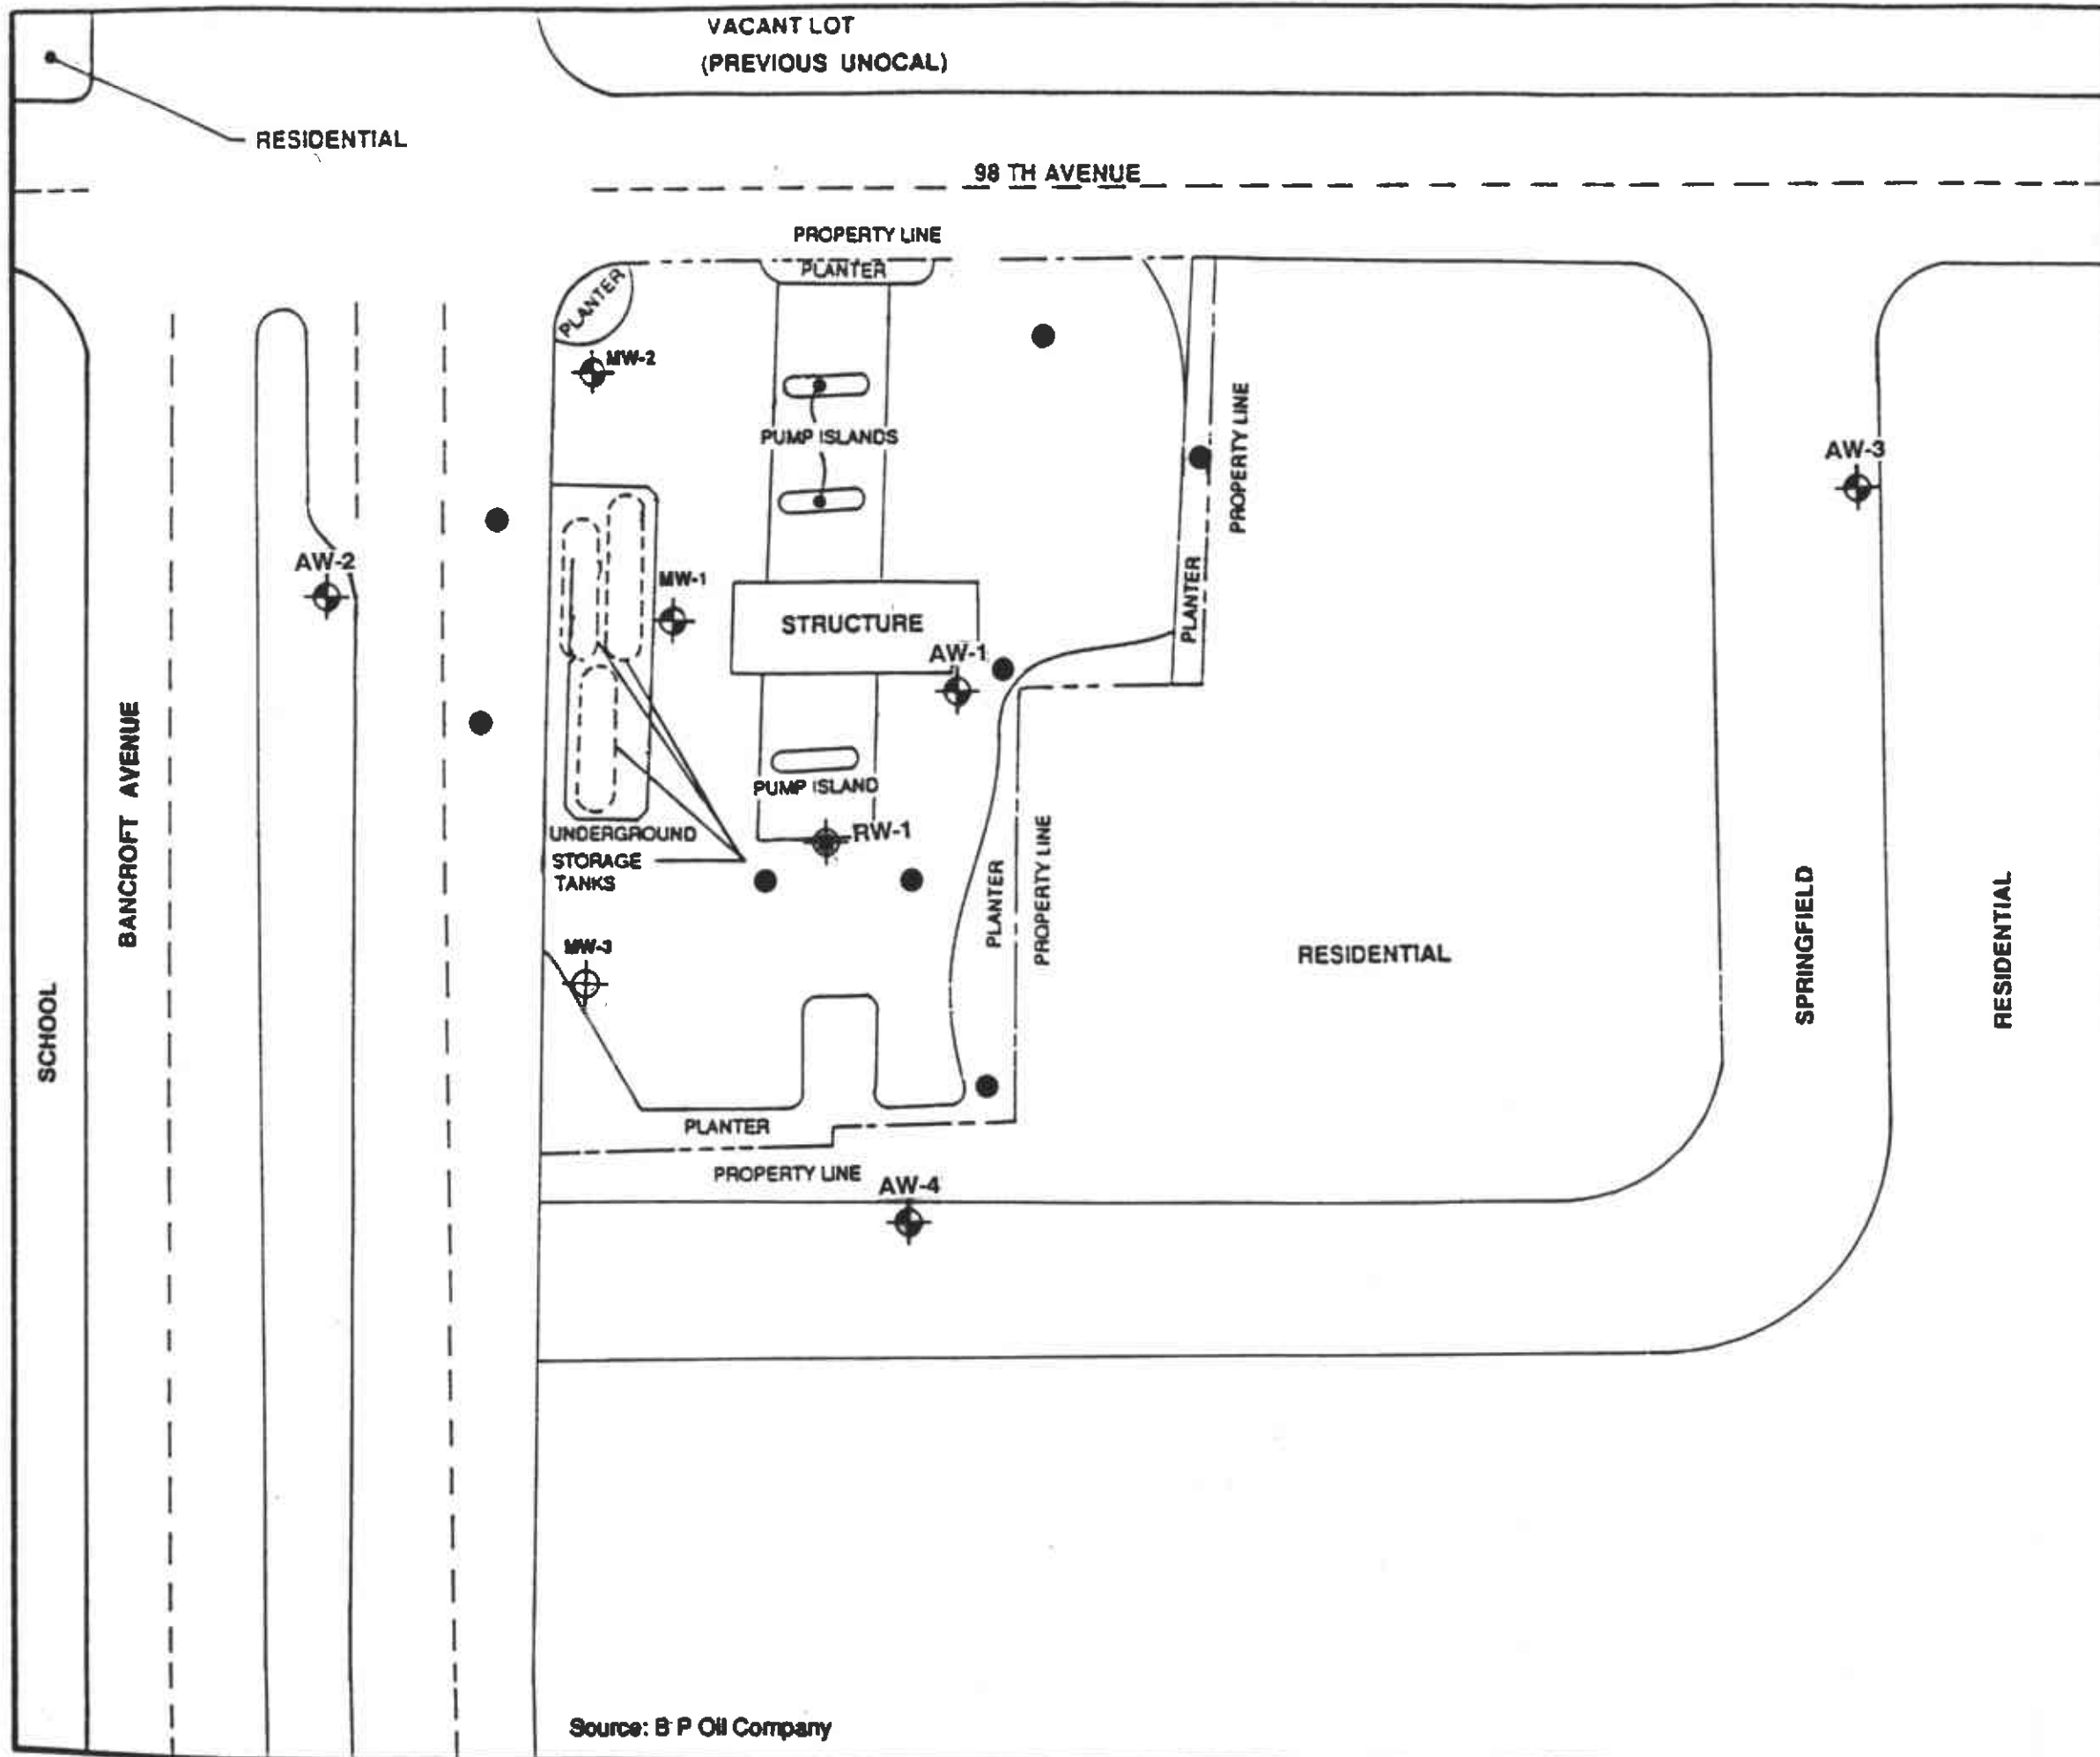 VACANT LOT
(PREVIOUS UNOCAL)
RESIDENTIAL
98 TH AVENUE
PROPERTY LINE
PLANTER
PLANTER
MW-2
PUMP ISLANDS
PROPERTY LINE
AW-3
AW-2
MW-1
PLANTER
STRUCTURE
AW-1
BANCROFT AVENUE
PUMP ISLAND
RW-1
UNDERGROUND
STORAGE
TANKS
PLANTER
PROPERTY LINE
MW-3
RESIDENTIAL
SPRINGFIELD
RESIDENTIAL
SCHOOL
PLANTER
PROPERTY LINE
AW-4
Source: B P Oil Company